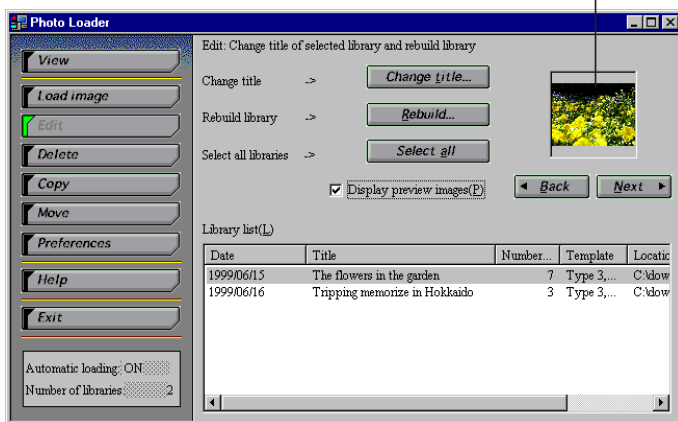 Photo Loader
View
Load image
Edit
Delete
Copy
Move
Preferences
Help
Exit
Automatic loading: ON
Number of libraries: 2
Edit: Change title of selected library and rebuild library
Change title -> Change title...
Rebuild library -> Rebuild...
Select all libraries -> Select all
Display preview images(P)
Back Next
Library list(L)
Date Title Number... Template Locatic
1999/06/15 The flowers in the garden 7 Type 3,... C:\dow
1999/06/16 Tripping memorize in Hokkaido 3 Type 3,... C:\dow